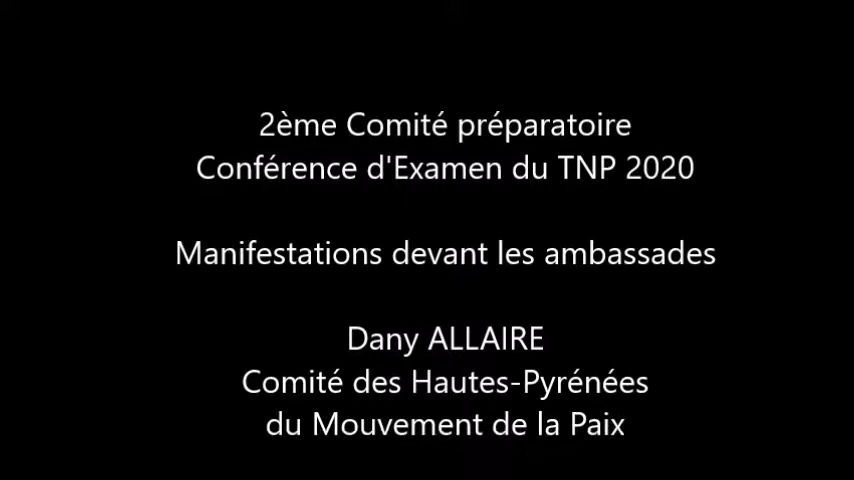 2ème Comité préparatoire
Conférence d'Examen du TNP 2020
Manifestations devant les ambassades
Dany ALLAIRE
Comité des Hautes-Pyrénées
du Mouvement de la Paix